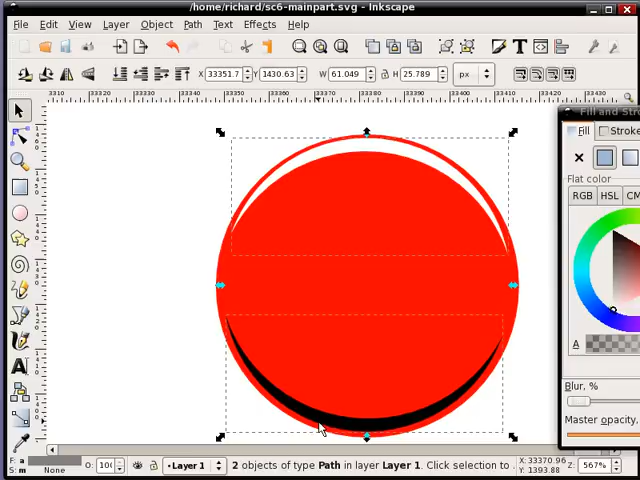 /home/richard/sc6-mainpart.svg - Inkscape
File Edit View Layer Object Path Text Effects Help
X 33351.7 Y 1430.63 W 61.049 H 25.789 px
3310 33320 33330 33340 33350 33360 33370 33380 33390 33400 33410 33420 33430
Fill and Stro
Fill Stroke
Flat color
RGB HSL CM
A
Blur, %
Master opacity,
F: a
S: m None O: 10 Layer 1 2 objects of type Path in layer Layer 1. Click selection to X: 33370.96
Y: 1393.88 Z: 567%